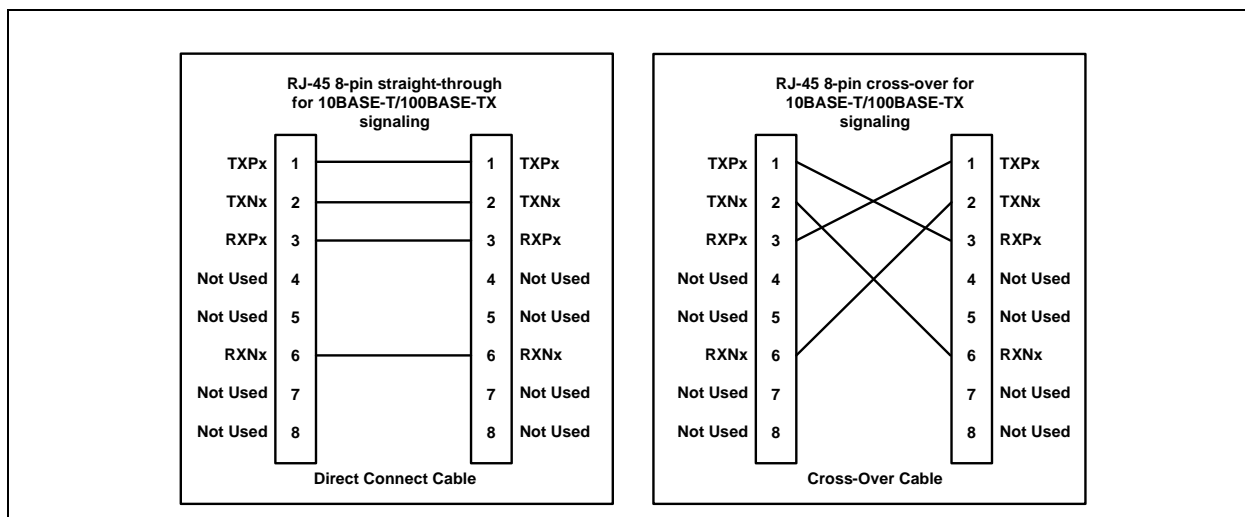 RJ-45 8-pin straight-through
for 10BASE-T/100BASE-TX
signaling
TXPx 1 1 TXPx
TXNx 2 2 TXNx
RXPx 3 3 RXPx
Not Used 4 4 Not Used
Not Used 5 5 Not Used
RXNx 6 6 RXNx
Not Used 7 7 Not Used
Not Used 8 8 Not Used
Direct Connect Cable
RJ-45 8-pin cross-over for
10BASE-T/100BASE-TX
signaling
TXPx 1 1 TXPx
TXNx 2 2 TXNx
RXPx 3 3 RXPx
Not Used 4 4 Not Used
Not Used 5 5 Not Used
RXNx 6 6 RXNx
Not Used 7 7 Not Used
Not Used 8 8 Not Used
Cross-Over Cable